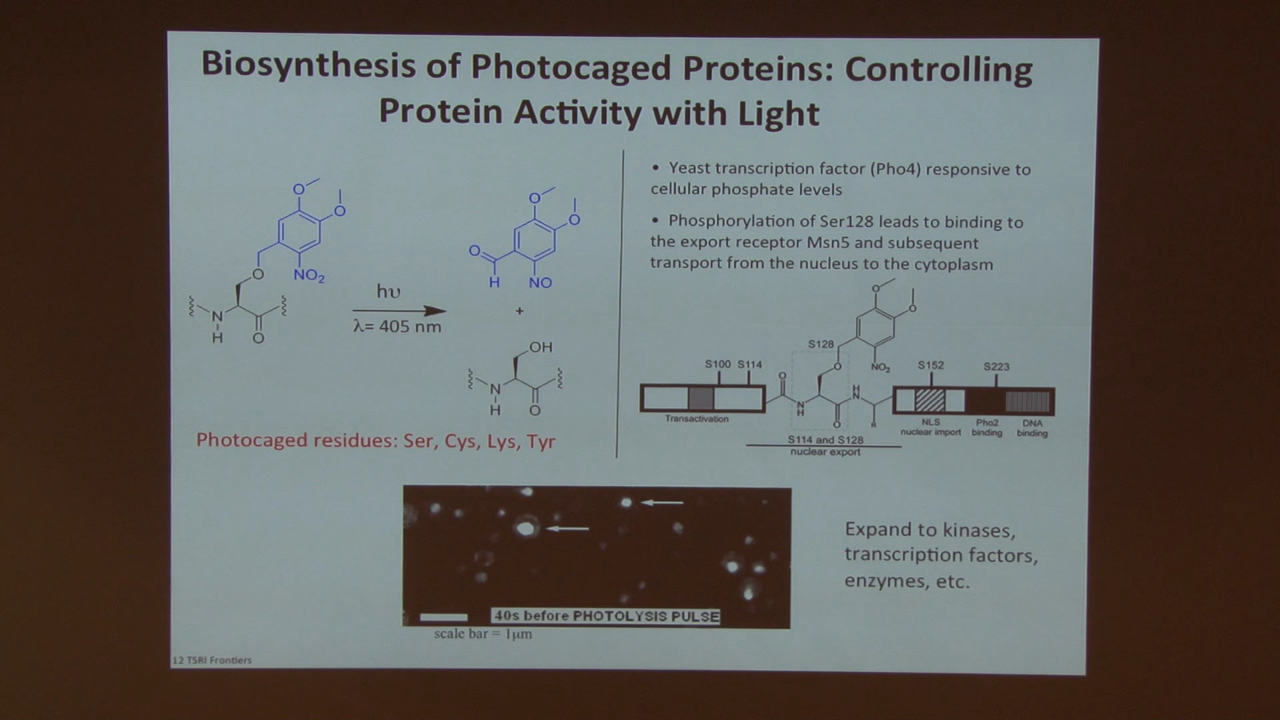 Biosynthesis of Photocaged Proteins: Controlling
Protein Activity with Light
O
O
O
NO₂
N
H
O
hυ
λ= 405 nm
O
O
O
H
NO
+
OH
N
H
O
Photocaged residues: Ser, Cys, Lys, Tyr
• Yeast transcription factor (Pho4) responsive to
cellular phosphate levels
• Phosphorylation of Ser128 leads to binding to
the export receptor Msn5 and subsequent
transport from the nucleus to the cytoplasm
O
O
S128
O
NO₂
S100 S114
S152
S223
O
N
H
O
H
N
R
Transactivation
NLS
nuclear import
Pho2
binding
DNA
binding
S114 and S128
nuclear export
40s before PHOTOLYSIS PULSE
scale bar = 1μm
Expand to kinases,
transcription factors,
enzymes, etc.
12 TSRI Frontiers